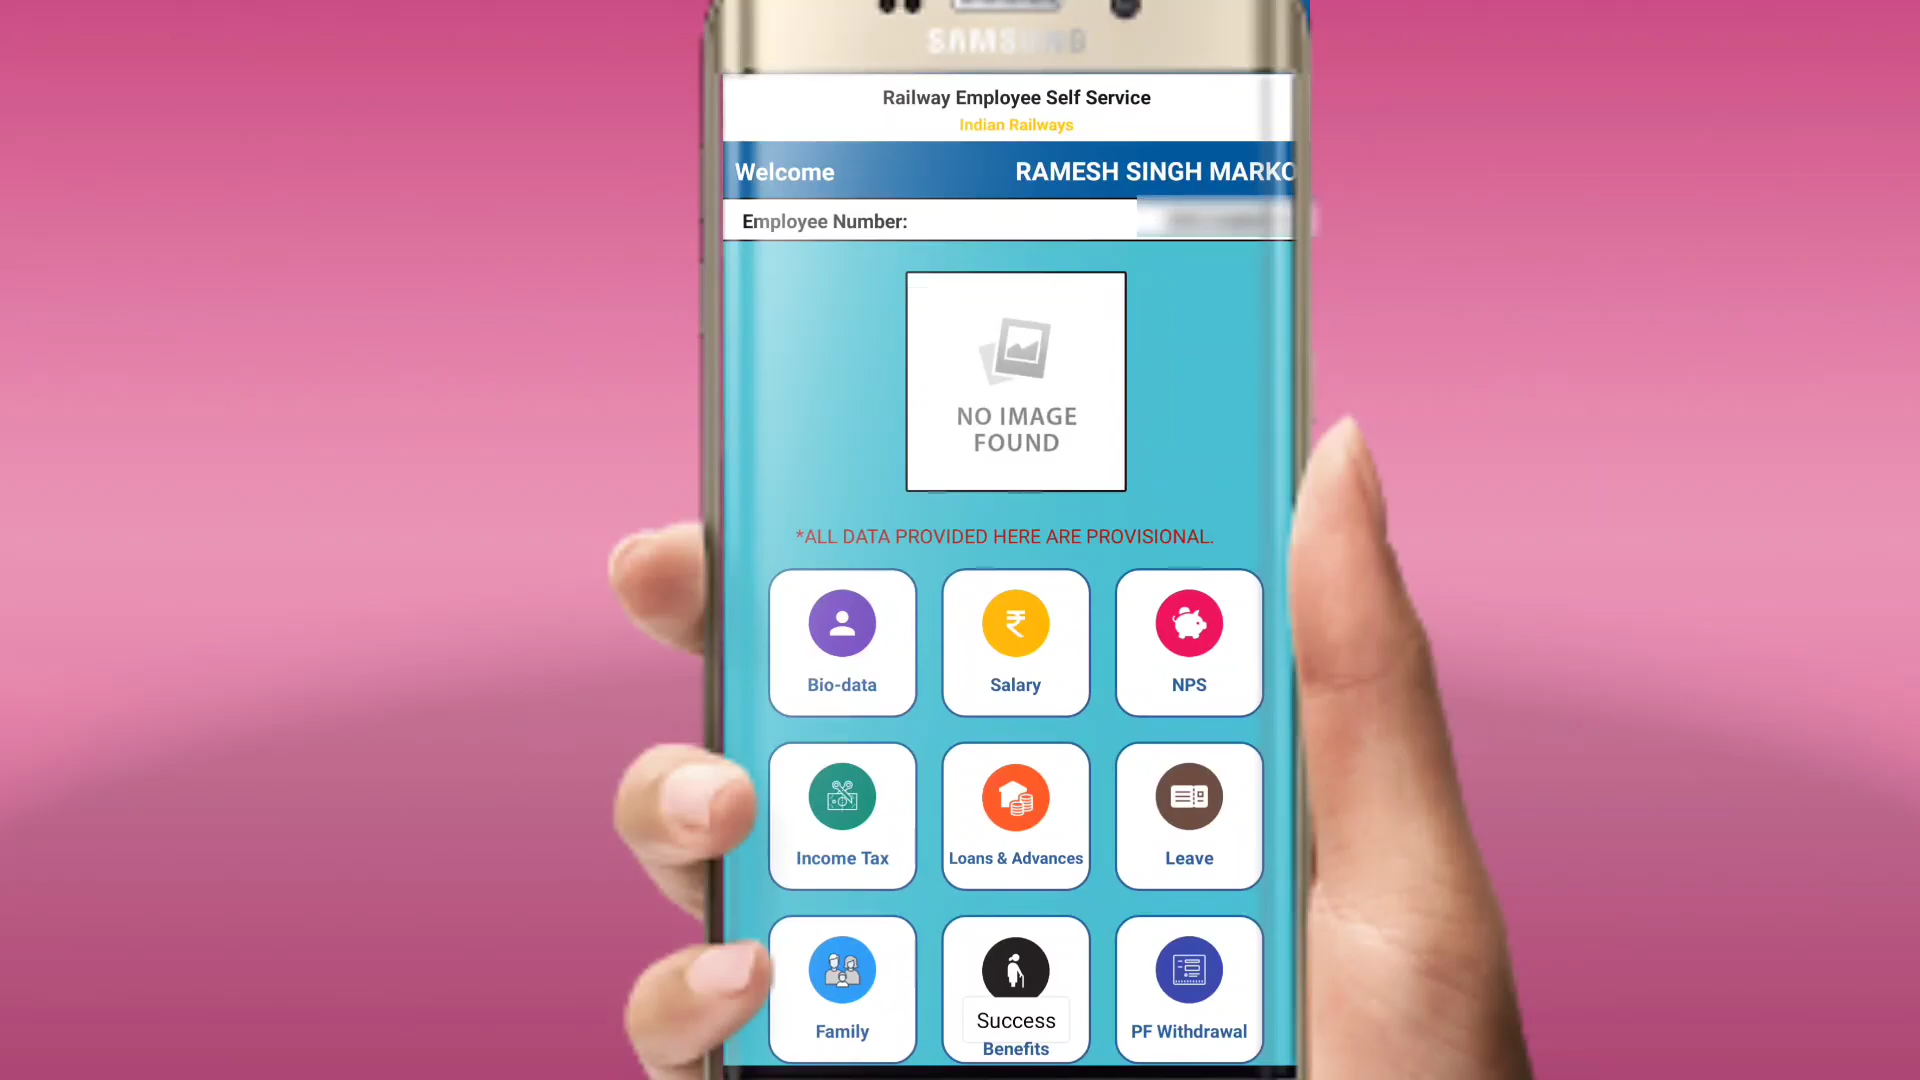 SAMSUNG
Railway Employee Self Service
Indian Railways
Welcome
RAMESH SINGH MARKO
Employee Number:
NO IMAGE
FOUND
*ALL DATA PROVIDED HERE ARE PROVISIONAL.
Bio-data
Salary
NPS
Income Tax
Loans & Advances
Leave
Family
Success
Benefits
PF Withdrawal